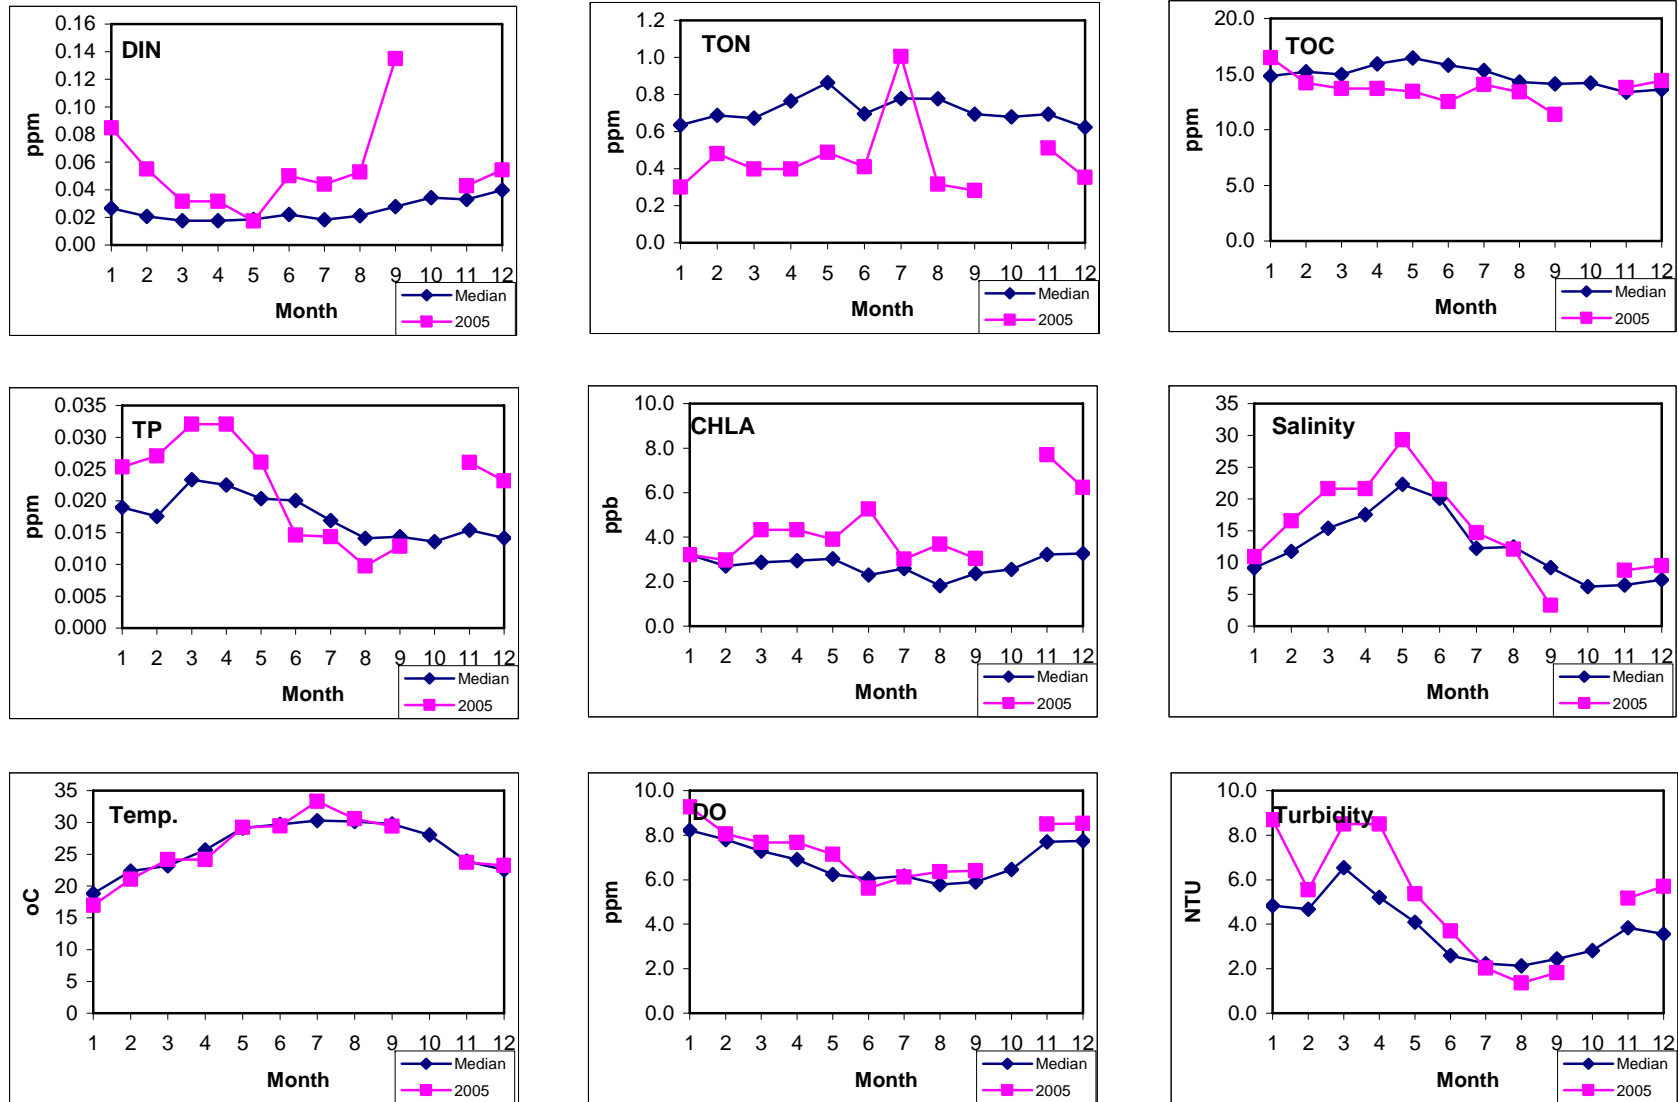 DIN
ppm
0.16
0.14
0.12
0.10
0.08
0.06
0.04
0.02
0.00
1 2 3 4 5 6 7 8 9 10 11 12
Month
Median
2005
TON
ppm
1.2
1.0
0.8
0.6
0.4
0.2
0.0
1 2 3 4 5 6 7 8 9 10 11 12
Month
Median
2005
TOC
ppm
20.0
15.0
10.0
5.0
0.0
1 2 3 4 5 6 7 8 9 10 11 12
Month
Median
2005
TP
ppm
0.035
0.030
0.025
0.020
0.015
0.010
0.005
0.000
1 2 3 4 5 6 7 8 9 10 11 12
Month
Median
2005
CHLA
ppb
10.0
8.0
6.0
4.0
2.0
0.0
1 2 3 4 5 6 7 8 9 10 11 12
Month
Median
2005
Salinity
35
30
25
20
15
10
5
0
1 2 3 4 5 6 7 8 9 10 11 12
Month
Median
2005
Temp.
oC
35
30
25
20
15
10
5
0
1 2 3 4 5 6 7 8 9 10 11 12
Month
Median
2005
DO
ppm
10.0
8.0
6.0
4.0
2.0
0.0
1 2 3 4 5 6 7 8 9 10 11 12
Month
Median
2005
Turbidity
NTU
10.0
8.0
6.0
4.0
2.0
0.0
1 2 3 4 5 6 7 8 9 10 11 12
Month
Median
2005